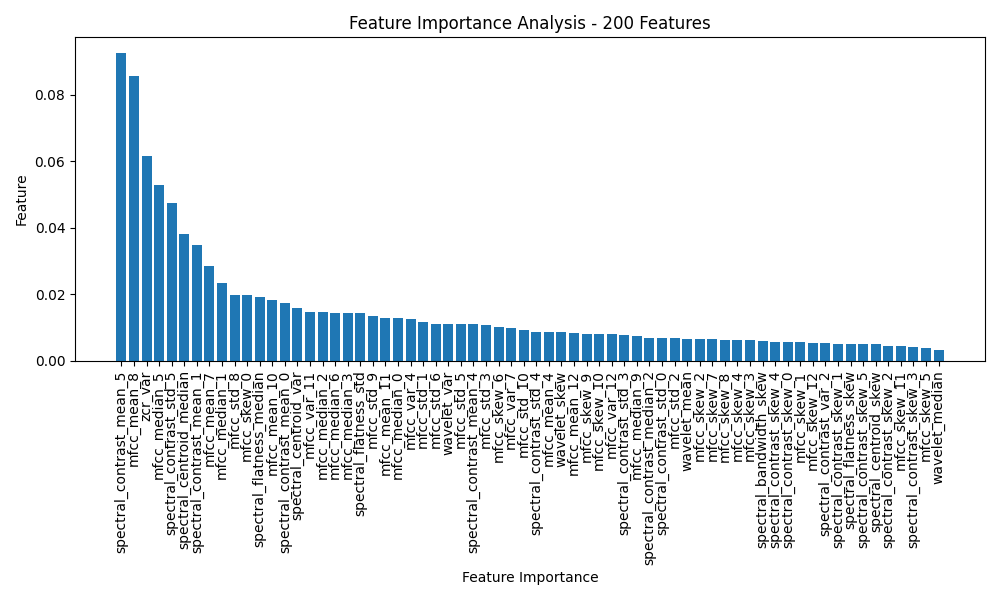 Feature Importance Analysis - 200 Features
Feature
0.08
0.06
0.04
0.02
0.00
spectral_contrast_mean_5
mfcc_mean_8
zcr_var
mfcc_median_5
spectral_contrast_std_5
spectral_centroid_median
spectral_contrast_mean_1
mfcc_mean_7
mfcc_median_1
mfcc_std_8
mfcc_skew_0
spectral_flatness_median
mfcc_mean_10
spectral_contrast_mean_0
spectral_centroid_var
mfcc_var_11
mfcc_median_2
mfcc_median_6
mfcc_median_3
spectral_flatness_std
mfcc_std_9
mfcc_mean_11
mfcc_median_0
mfcc_var_4
mfcc_std_1
mfcc_std_6
wavelet_var
mfcc_std_5
spectral_contrast_mean_4
mfcc_std_3
mfcc_skew_6
mfcc_var_7
mfcc_std_10
spectral_contrast_std_4
mfcc_mean_4
wavelet_skew
mfcc_mean_12
mfcc_skew_9
mfcc_skew_10
mfcc_var_12
spectral_contrast_std_3
mfcc_median_9
spectral_contrast_median_2
spectral_contrast_std_0
mfcc_std_2
wavelet_mean
mfcc_skew_2
mfcc_skew_7
mfcc_skew_8
mfcc_skew_4
mfcc_skew_3
spectral_bandwidth_skew
spectral_contrast_skew_4
spectral_contrast_skew_0
mfcc_skew_1
mfcc_skew_12
spectral_contrast_var_2
spectral_contrast_skew_1
spectral_flatness_skew
spectral_contrast_skew_5
spectral_centroid_skew
spectral_contrast_skew_2
mfcc_skew_11
spectral_contrast_skew_3
mfcc_skew_5
wavelet_median
Feature Importance